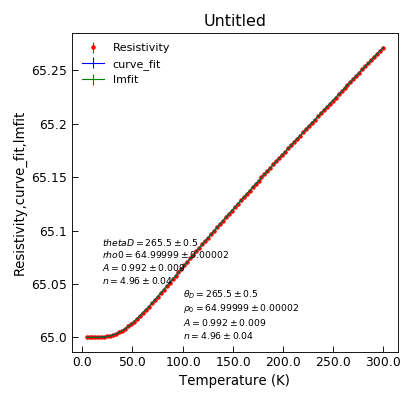 Untitled
Resistivity
curve_fit
lmfit
Resistivity,curve_fit,lmfit
65.25
65.2
65.15
65.1
65.05
65.0
thetaD = 265.5 ± 0.5
rho0 = 64.99999 ± 0.00002
A = 0.992 ± 0.009
n = 4.96 ± 0.04
θ_D = 265.5 ± 0.5
ρ_0 = 64.99999 ± 0.00002
A = 0.992 ± 0.009
n = 4.96 ± 0.04
0.0 50.0 100.0 150.0 200.0 250.0 300.0
Temperature (K)